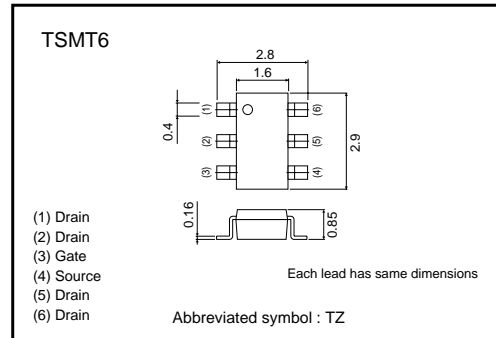 TSMT6
2.8
1.6
(1)
(6)
0.4
(2)
(5)
2.9
(3)
(4)
0.16
0.85
(1) Drain
(2) Drain
(3) Gate
(4) Source
(5) Drain
(6) Drain
Each lead has same dimensions
Abbreviated symbol : TZ